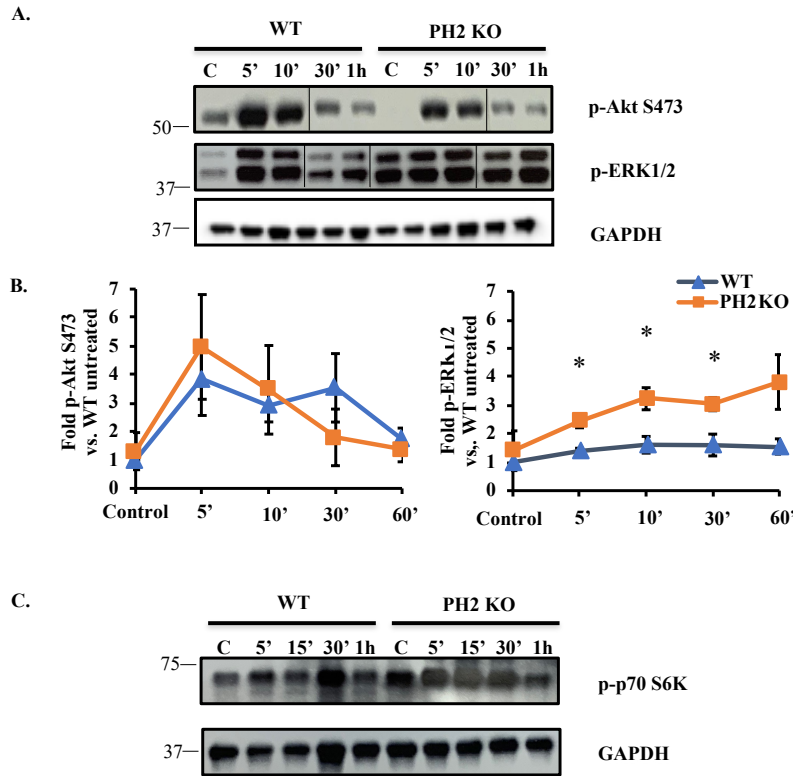 A.
WT PH2 KO
C 5’ 10’ 30’ 1h C 5’ 10’ 30’ 1h
p-Akt S473
50
p-ERK1/2
37
37
GAPDH
B.
Fold p-Akt S473
vs. WT untreated
7
6
5
4
3
2
1
0
Control 5’ 10’ 30’ 60’
WT
PH2KO
Fold p-ERK1/2
vs,. WT untreated
7
6
5
4
3
2
1
0
* * *
Control 5’ 10’ 30’ 60’
C.
WT PH2 KO
C 5’ 15’ 30’ 1h C 5’ 15’ 30’ 1h
75
p-p70 S6K
37
GAPDH